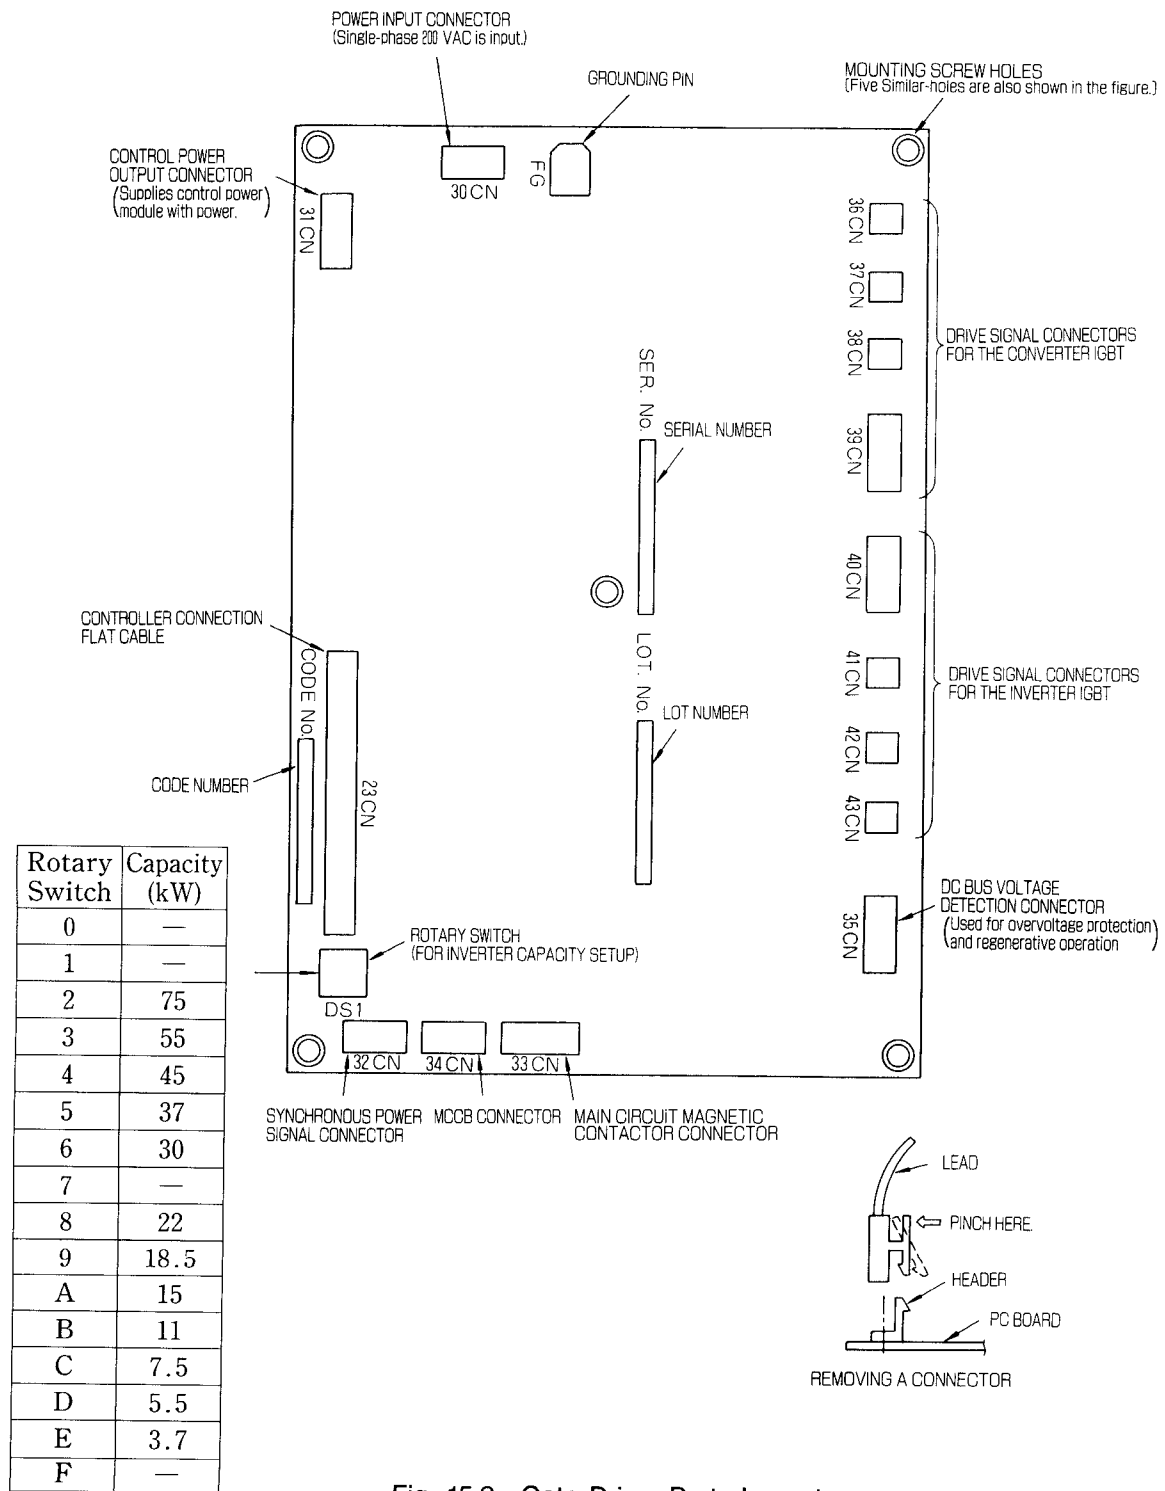 POWER INPUT CONNECTOR
(Single-phase 200 VAC is input.)
GROUNDING PIN
MOUNTING SCREW HOLES
(Five Similar-holes are also shown in the figure.)
CONTROL POWER
OUTPUT CONNECTOR
(Supplies control power)
(module with power.)
31CN
30CN
FG
36CN
37CN
38CN
39CN
DRIVE SIGNAL CONNECTORS
FOR THE CONVERTER IGBT
SER. No.
SERIAL NUMBER
40CN
41CN
42CN
43CN
DRIVE SIGNAL CONNECTORS
FOR THE INVERTER IGBT
CONTROLLER CONNECTION
FLAT CABLE
CODE No.
LOT. No.
LOT NUMBER
CODE NUMBER
23CN
DC BUS VOLTAGE
DETECTION CONNECTOR
(Used for overvoltage protection)
(and regenerative operation
35CN
ROTARY SWITCH
(FOR INVERTER CAPACITY SETUP)
DS1
32CN 34CN 33CN
SYNCHRONOUS POWER
SIGNAL CONNECTOR
MCCB CONNECTOR
MAIN CIRCUIT MAGNETIC
CONTACTOR CONNECTOR
Rotary Switch Capacity (kW)
0 —
1 —
2 75
3 55
4 45
5 37
6 30
7 —
8 22
9 18.5
A 15
B 11
C 7.5
D 5.5
E 3.7
F —
LEAD
PINCH HERE.
HEADER
PC BOARD
REMOVING A CONNECTOR